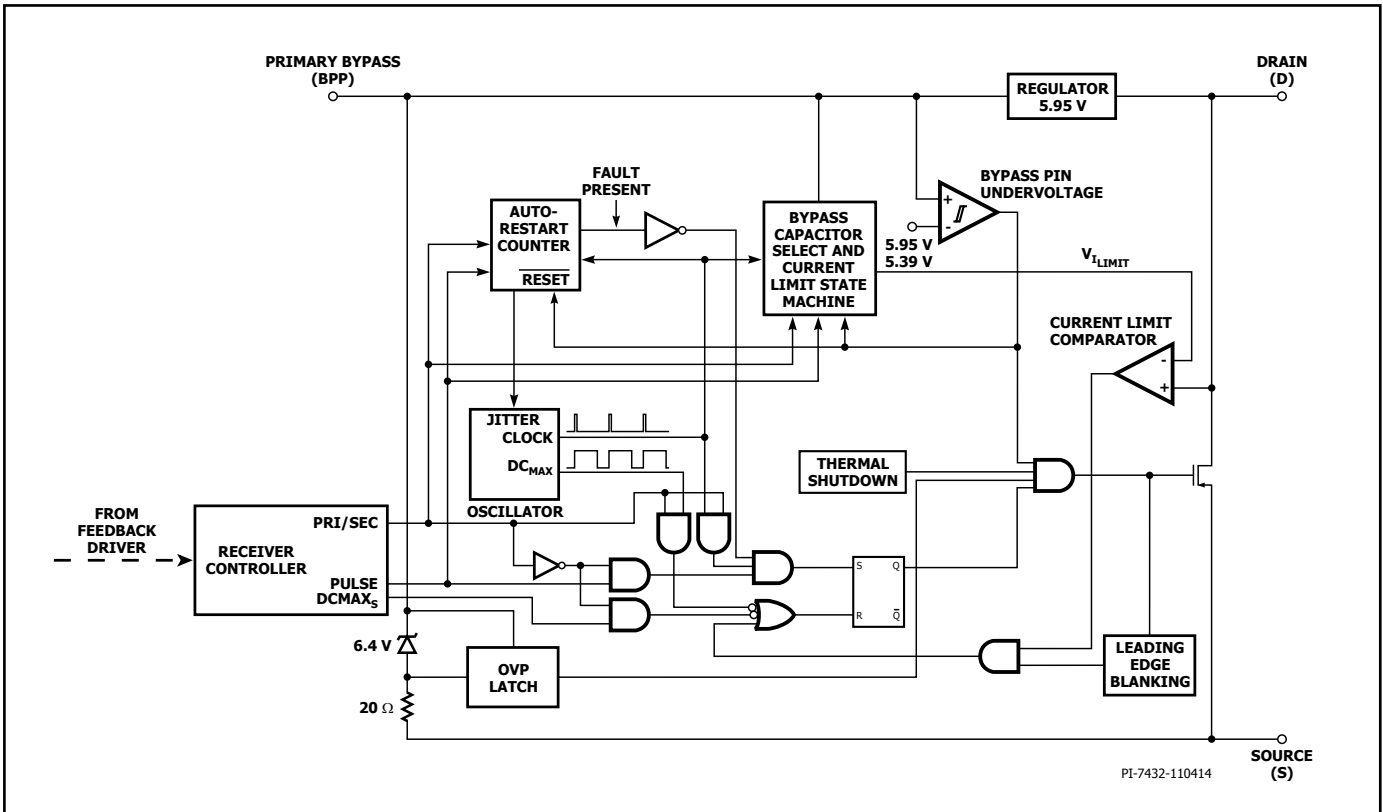 PRIMARY BYPASS
(BPP)
DRAIN
(D)
REGULATOR
5.95 V
FAULT
PRESENT
BYPASS PIN
UNDERVOLTAGE
AUTO-
RESTART
COUNTER
RESET
BYPASS
CAPACITOR
SELECT AND
CURRENT
LIMIT STATE
MACHINE
+
-
5.95 V
5.39 V
VILIMIT
CURRENT LIMIT
COMPARATOR
-
+
JITTER
CLOCK
DCMAX
OSCILLATOR
THERMAL
SHUTDOWN
FROM
FEEDBACK
DRIVER
RECEIVER
CONTROLLER
PRI/SEC
PULSE
DCMAXS
S Q
R Q̅
6.4 V
OVP
LATCH
20 Ω
LEADING
EDGE
BLANKING
SOURCE
(S)
PI-7432-110414